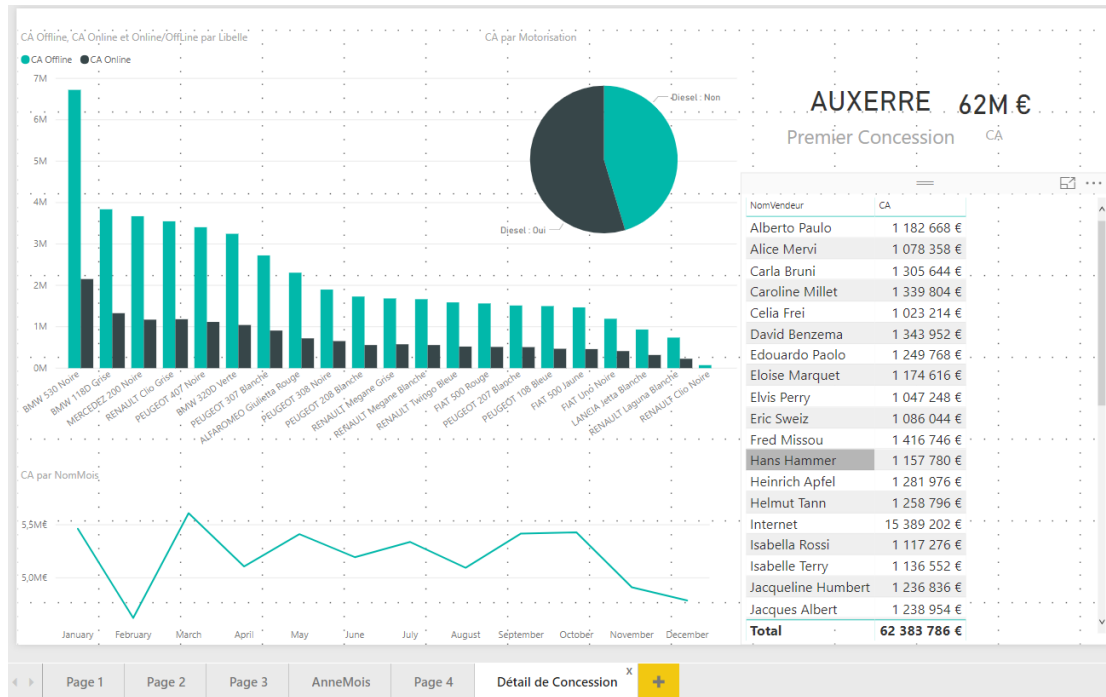 CA Offline, CA Online et Online/OffLine par Libelle
CA Offline CA Online
7M
6M
5M
4M
3M
2M
1M
0M
BMW 530 Noire
BMW 118D Grise
MERCEDEZ 200 Noire
RENAULT Clio Grise
PEUGEOT 407 Noire
BMW 320D Verte
PEUGEOT 307 Blanche
ALFAROMEO Giulietta Rouge
PEUGEOT 308 Noire
PEUGEOT 208 Blanche
RENAULT Megane Grise
RENAULT Megane Blanche
RENAULT Twingo Bleue
FIAT 500 Rouge
PEUGEOT 207 Blanche
PEUGEOT 108 Bleue
FIAT 500 Jaune
FIAT Uno Noire
LANCIA Jetta Blanche
RENAULT Laguna Blanche
RENAULT Clio Noire
CA par Motorisation
Diesel : Non
Diesel : Oui
AUXERRE
Premier Concession
62M €
CA
NomVendeur CA
Alberto Paulo 1 182 668 €
Alice Mervi 1 078 358 €
Carla Bruni 1 305 644 €
Caroline Millet 1 339 804 €
Celia Frei 1 023 214 €
David Benzema 1 343 952 €
Edouardo Paolo 1 249 768 €
Eloise Marquet 1 174 616 €
Elvis Perry 1 047 248 €
Eric Sweiz 1 086 044 €
Fred Missou 1 416 746 €
Hans Hammer 1 157 780 €
Heinrich Apfel 1 281 976 €
Helmut Tann 1 258 796 €
Internet 15 389 202 €
Isabella Rossi 1 117 276 €
Isabelle Terry 1 136 552 €
Jacqueline Humbert 1 236 836 €
Jacques Albert 1 238 954 €
Total 62 383 786 €
CA par NomMois
5,5M€
5,0M€
January February March April May June July August September October November December
Page 1 Page 2 Page 3 AnneMois Page 4 Détail de Concession x +